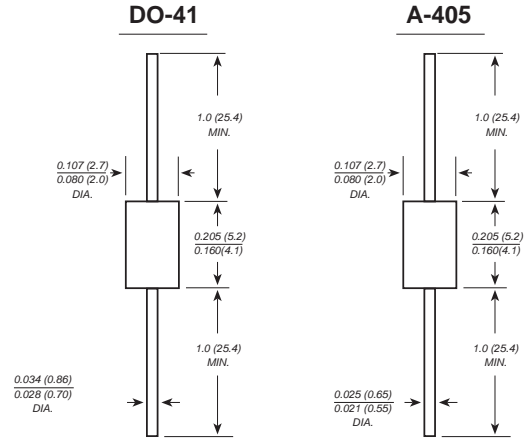 DO-41
1.0 (25.4)
MIN.
0.107 (2.7)
0.080 (2.0)
DIA.
0.205 (5.2)
0.160(4.1)
1.0 (25.4)
MIN.
0.034 (0.86)
0.028 (0.70)
DIA.
A-405
1.0 (25.4)
MIN.
0.107 (2.7)
0.080 (2.0)
DIA.
0.205 (5.2)
0.160(4.1)
1.0 (25.4)
MIN.
0.025 (0.65)
0.021 (0.55)
DIA.